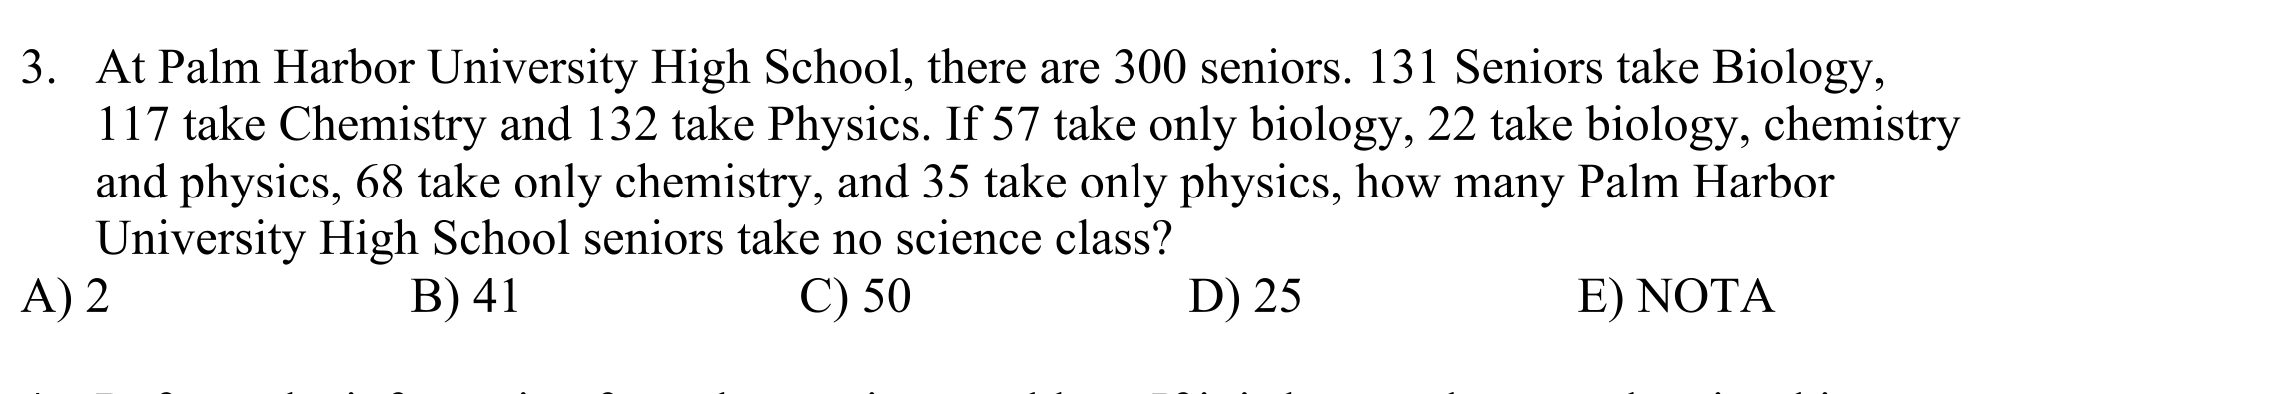 3. At Palm Harbor University High School, there are 300 seniors. 131 Seniors take Biology,
117 take Chemistry and 132 take Physics. If 57 take only biology, 22 take biology, chemistry
and physics, 68 take only chemistry, and 35 take only physics, how many Palm Harbor
University High School seniors take no science class?
A) 2 B) 41 C) 50 D) 25 E) NOTA